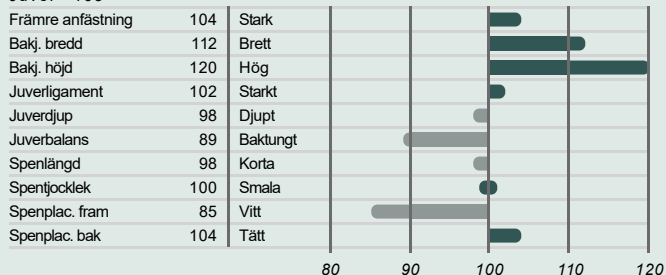 Främre anfästning 104 Stark
Bakj. bredd 112 Brett
Bakj. höjd 120 Hög
Juverligament 102 Starkt
Juverdjup 98 Djupt
Juverbalans 89 Baktungt
Spenlängd 98 Korta
Spentjocklek 100 Smala
Spenplac. fram 85 Vitt
Spenplac. bak 104 Tätt
80 90 100 110 120